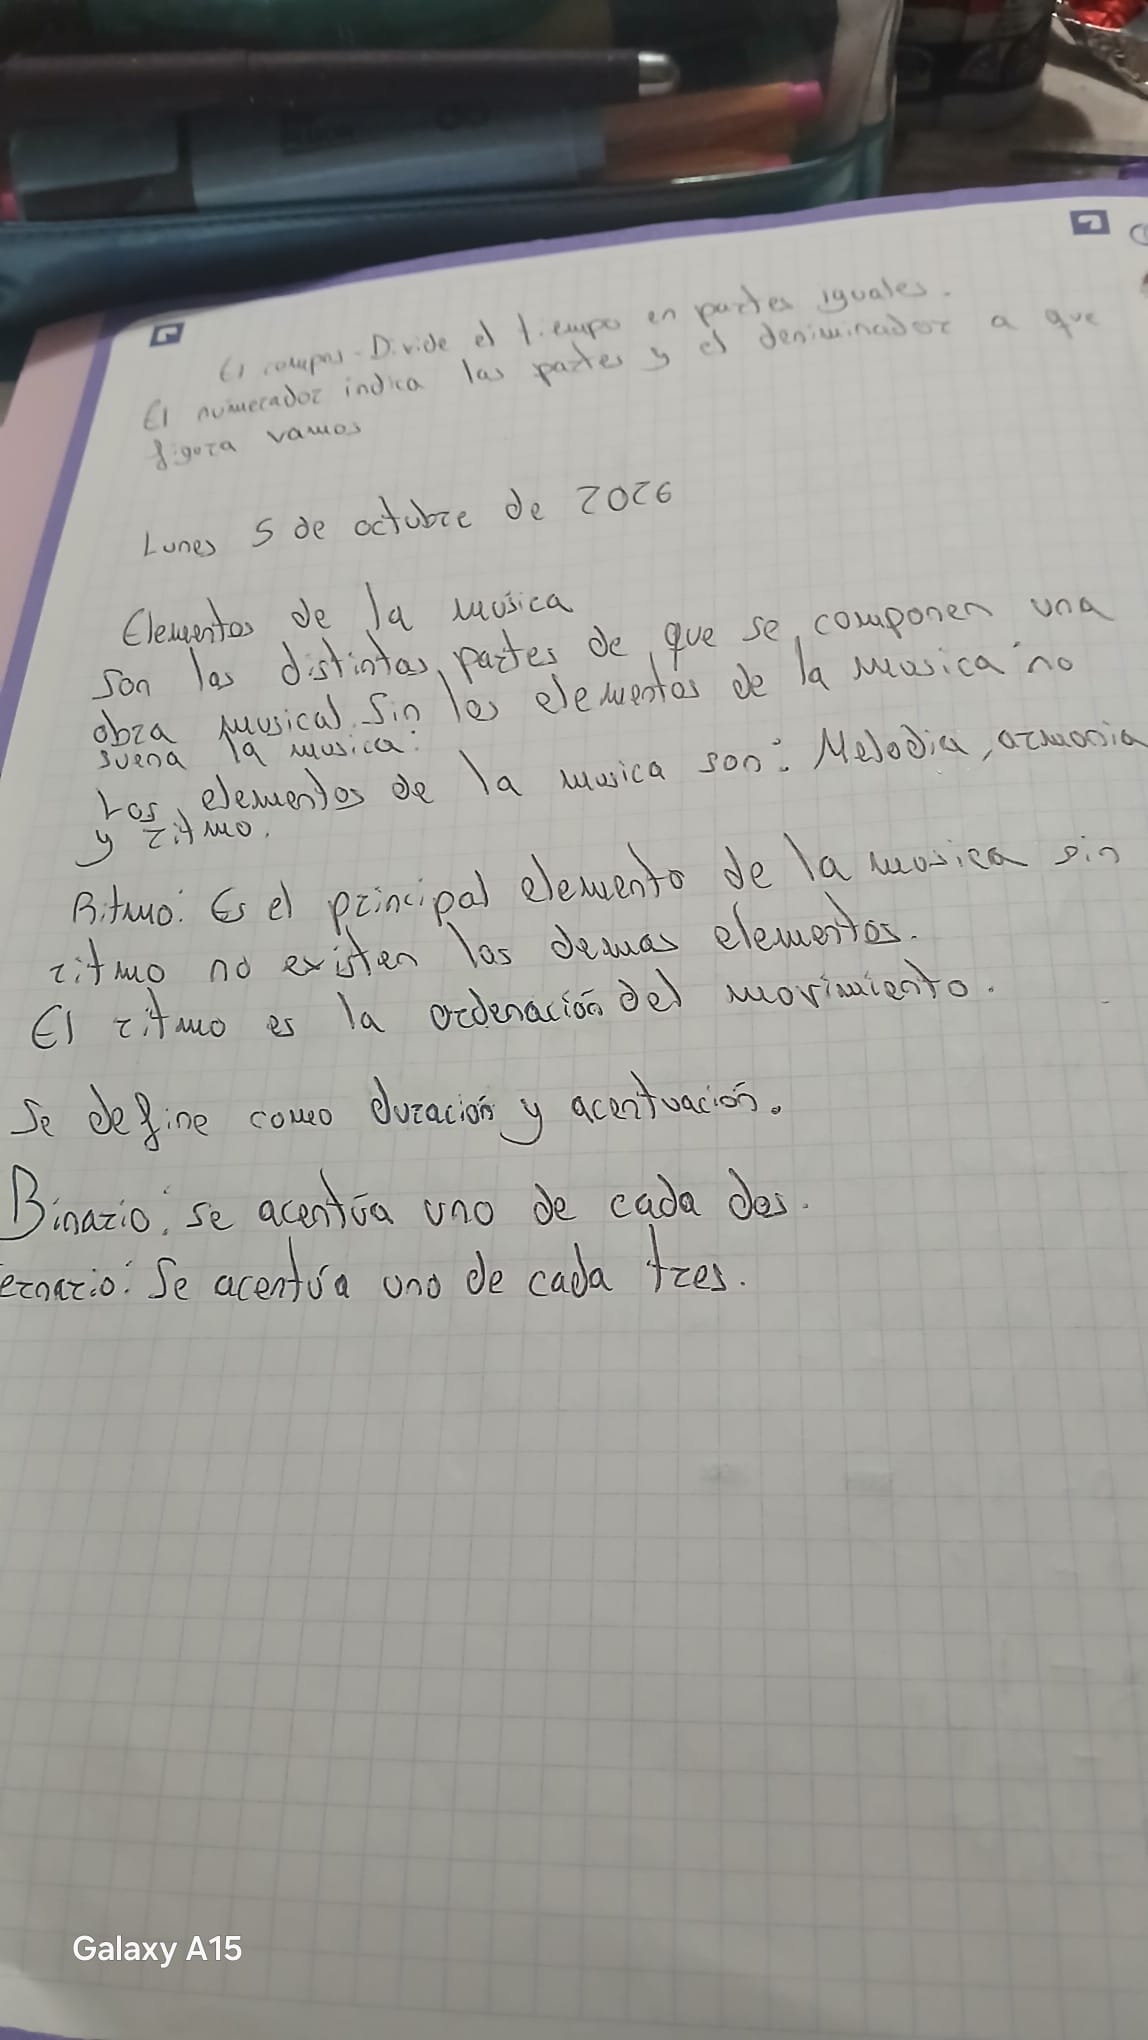 El compas - Divide el tiempo en partes iguales.
El numerador indica las partes y el deniminador a que
figura vamos
Lunes 5 de octubre de 2026
Elementos de la musica
Son las distintas partes de que se componen una
obra musical. Sin los elementos de la musica no
suena la musica.
Los elementos de la musica son: Melodia, armonia
y ritmo.
Ritmo: Es el principal elemento de la musica sin
ritmo no existen los demas elementos.
El ritmo es la ordenación del movimiento.
Se define como duración y acentuación.
Binario: se acentúa uno de cada dos.
ernario: Se acentúa uno de cada tres.
Galaxy A15